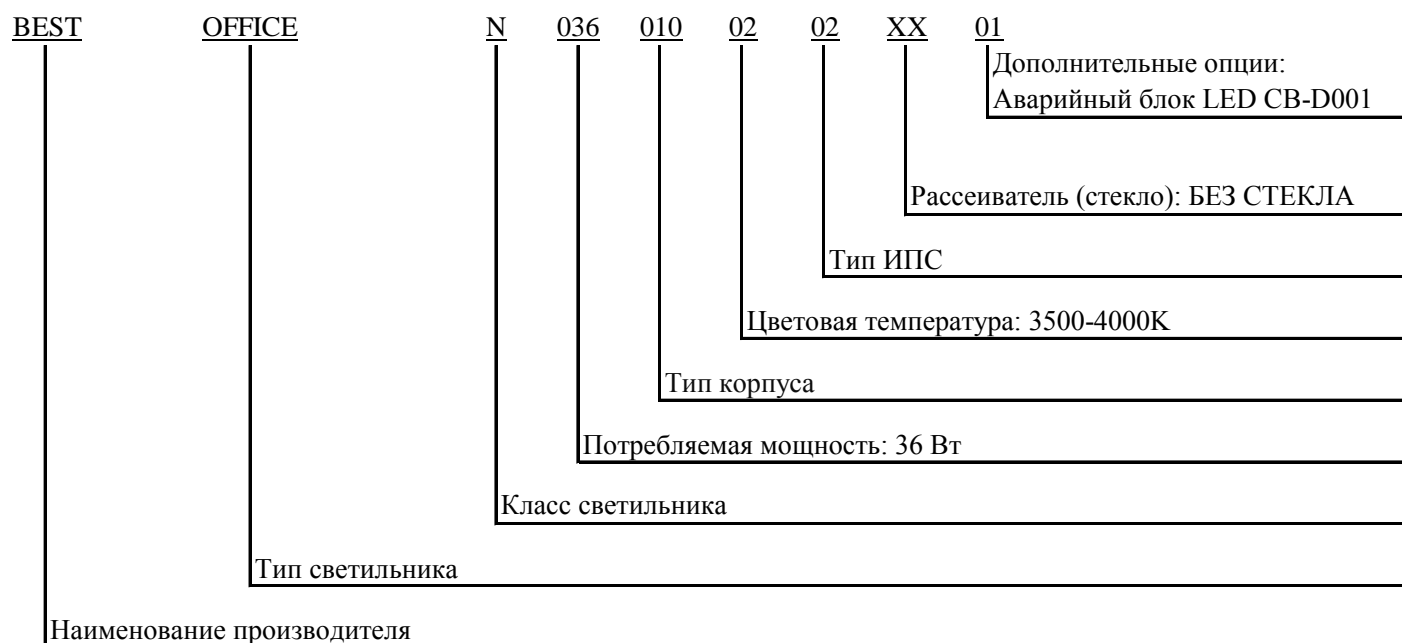 BEST OFFICE N 036 010 02 02 XX 01
Дополнительные опции:
Аварийный блок LED CB-D001
Рассеиватель (стекло): БЕЗ СТЕКЛА
Тип ИПС
Цветовая температура: 3500-4000K
Тип корпуса
Потребляемая мощность: 36 Вт
Класс светильника
Тип светильника
Наименование производителя